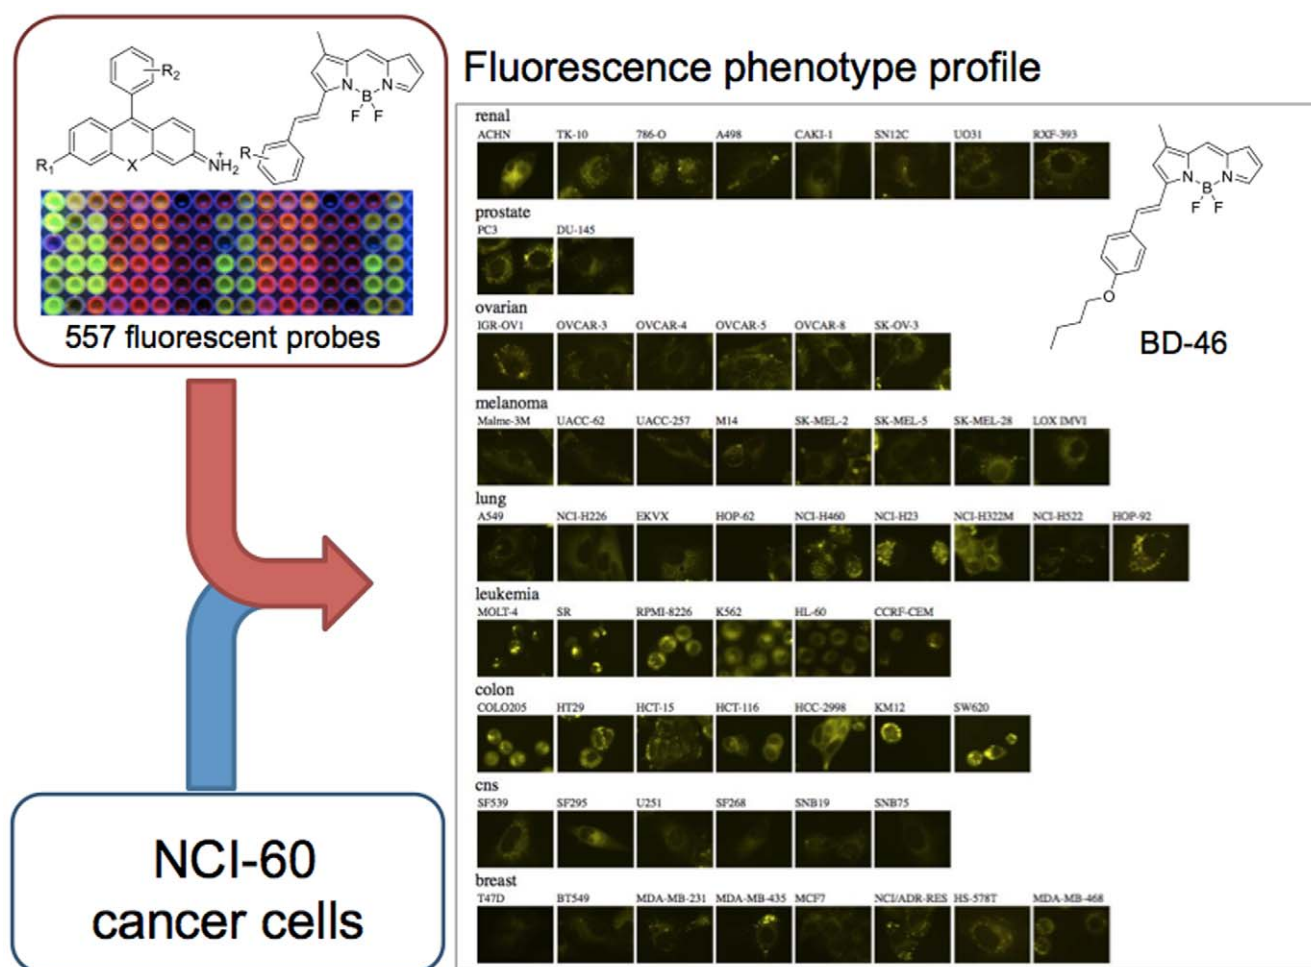 R2
N
N
B
F F
R
R1
X
NH2
+
557 fluorescent probes
NCI-60
cancer cells
Fluorescence phenotype profile
renal
ACHN TK-10 786-O A498 CAKI-1 SN12C UO31 RXF-393
prostate
PC3 DU-145
ovarian
IGR-OV1 OVCAR-3 OVCAR-4 OVCAR-5 OVCAR-8 SK-OV-3
melanoma
Malme-3M UACC-62 UACC-257 M14 SK-MEL-2 SK-MEL-5 SK-MEL-28 LOX IMVI
lung
A549 NCI-H226 EKVX HOP-62 NCI-H460 NCI-H23 NCI-H322M NCI-H522 HOP-92
leukemia
MOLT-4 SR RPMI-8226 K562 HL-60 CCRF-CEM
colon
COLO205 HT29 HCT-15 HCT-116 HCC-2998 KM12 SW620
cns
SF539 SF295 U251 SF268 SNB19 SNB75
breast
T47D BT549 MDA-MB-231 MDA-MB-435 MCF7 NCI/ADR-RES HS-578T MDA-MB-468
N
N
B
F F
O
BD-46